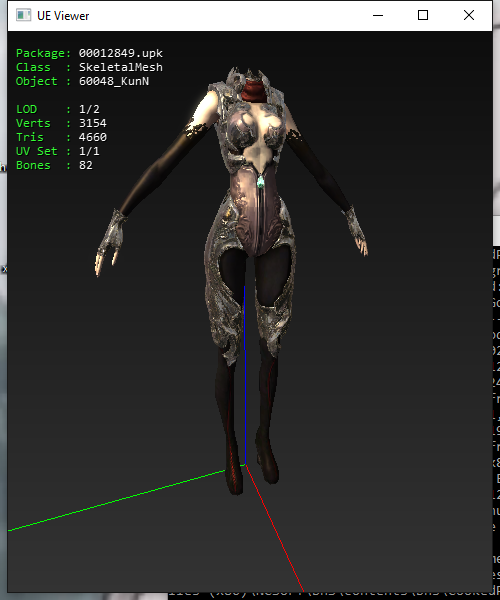 UE Viewer
Package: 00012849.upk
Class : SkeletalMesh
Object : 60048_KunN
LOD : 1/2
Verts : 3154
Tris : 4660
UV Set : 1/1
Bones : 82